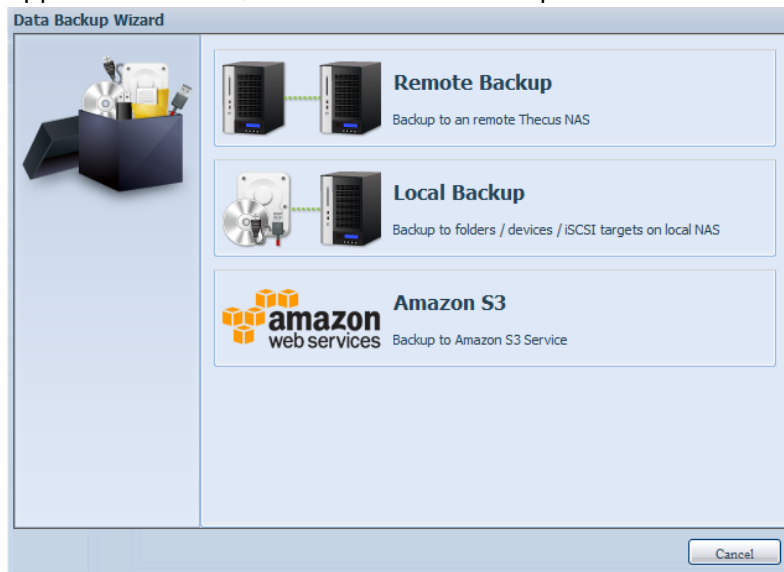 Data Backup Wizard
Remote Backup
Backup to an remote Thecus NAS
Local Backup
Backup to folders / devices / iSCSI targets on local NAS
amazon
web services
Amazon S3
Backup to Amazon S3 Service
Cancel